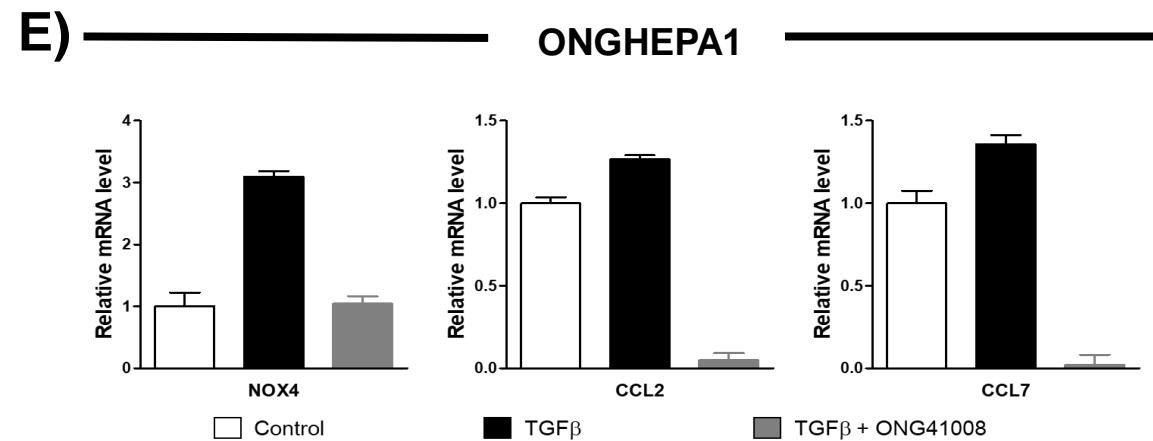 E)
ONGHEPA1
Relative mRNA level
4
3
2
1
0
NOX4
Relative mRNA level
1.5
1.0
0.5
0.0
CCL2
Relative mRNA level
1.5
1.0
0.5
0.0
CCL7
Control
TGFβ
TGFβ + ONG41008